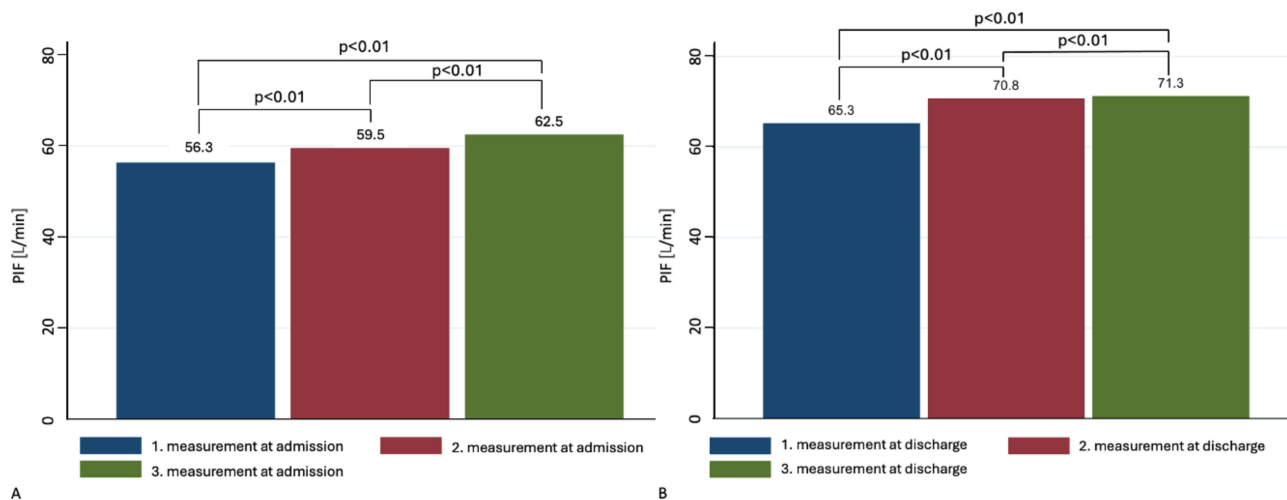 p<0.01
p<0.01
p<0.01
56.3
59.5
62.5
80
60
40
20
0
PIF [L/min]
1. measurement at admission
2. measurement at admission
3. measurement at admission
A
p<0.01
p<0.01
p<0.01
65.3
70.8
71.3
80
60
40
20
0
PIF [L/min]
1. measurement at discharge
2. measurement at discharge
3. measurement at discharge
B